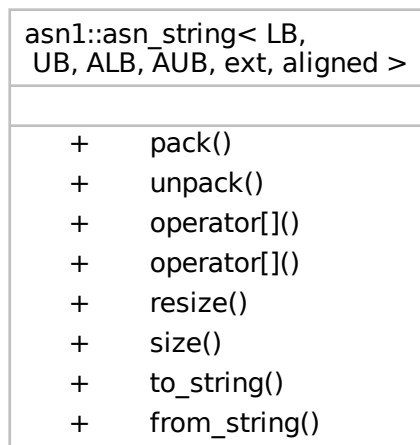 asn1::asn_string< LB,
UB, ALB, AUB, ext, aligned >
+ pack()
+ unpack()
+ operator[]()
+ operator[]()
+ resize()
+ size()
+ to_string()
+ from_string()